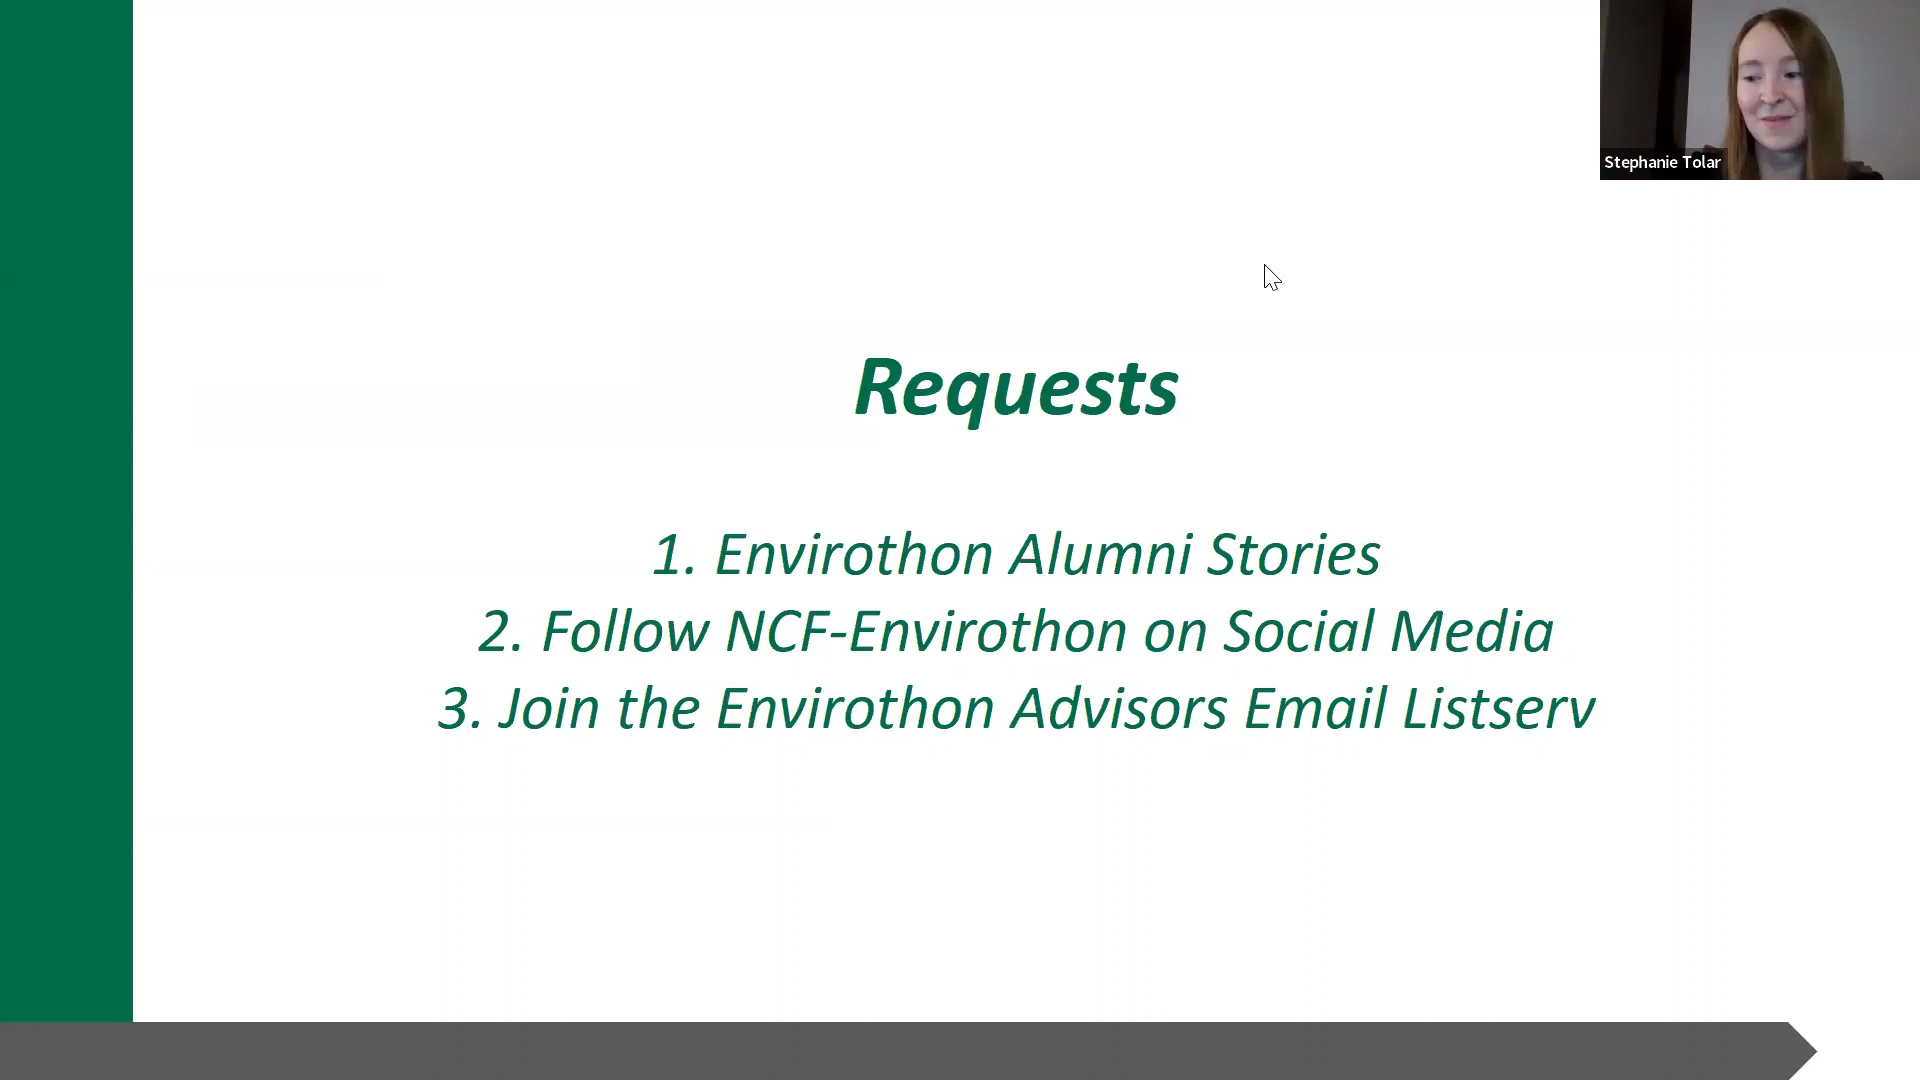 Stephanie Tolar
Requests
1. Envirothon Alumni Stories
2. Follow NCF-Envirothon on Social Media
3. Join the Envirothon Advisors Email Listserv